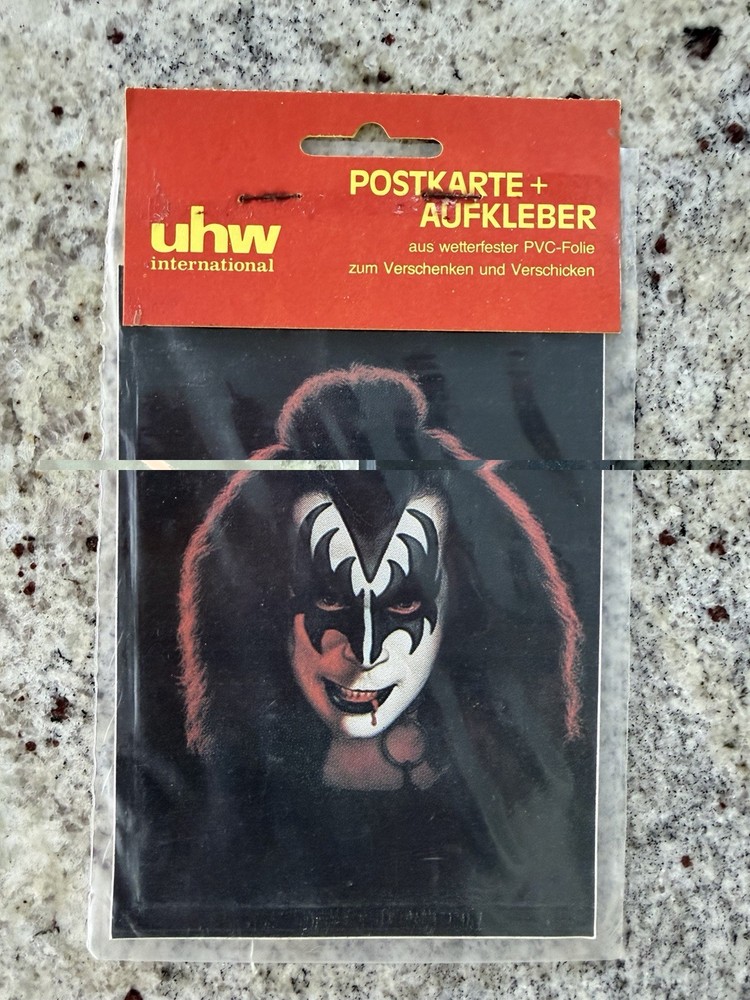 POSTKARTE +
AUFKLEBER
uhw
international
aus wetterfester PVC-Folie
zum Verschenken und Verschicken